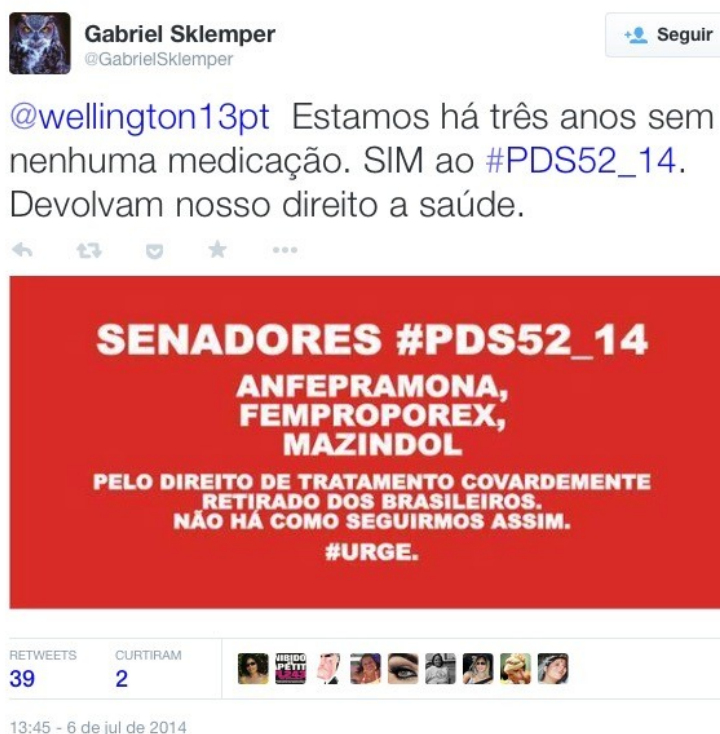 Gabriel Sklemper
@GabrielSklemper
Seguir
@wellington13pt Estamos há três anos sem
nenhuma medicação. SIM ao #PDS52_14.
Devolvam nosso direito a saúde.
SENADORES #PDS52_14
ANFEPRAMONA,
FEMPROPOREX,
MAZINDOL
PELO DIREITO DE TRATAMENTO COVARDEMENTE
RETIRADO DOS BRASILEIROS.
NÃO HÁ COMO SEGUIRMOS ASSIM.
#URGE.
RETWEETS
39
CURTIRAM
2
13:45 - 6 de jul de 2014